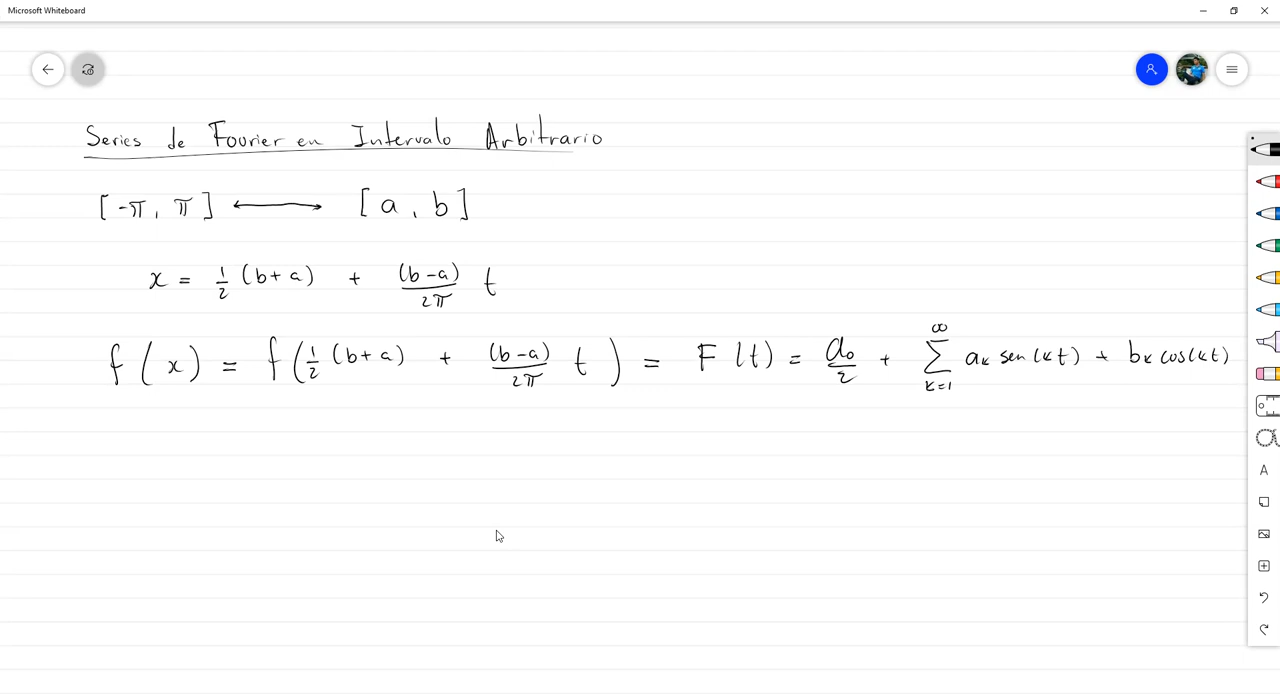 Microsoft Whiteboard
Series de Fourier en Intervalo Arbitrario
[-π, π] ⟷ [a, b]
x = 1/2 (b+a) + (b-a)/2π t
f(x) = f(1/2 (b+a) + (b-a)/2π t) = F(t) = a₀/2 + ∑_{k=1}^{∞} aₖ sen(kt) + bₖ cos(kt)
A